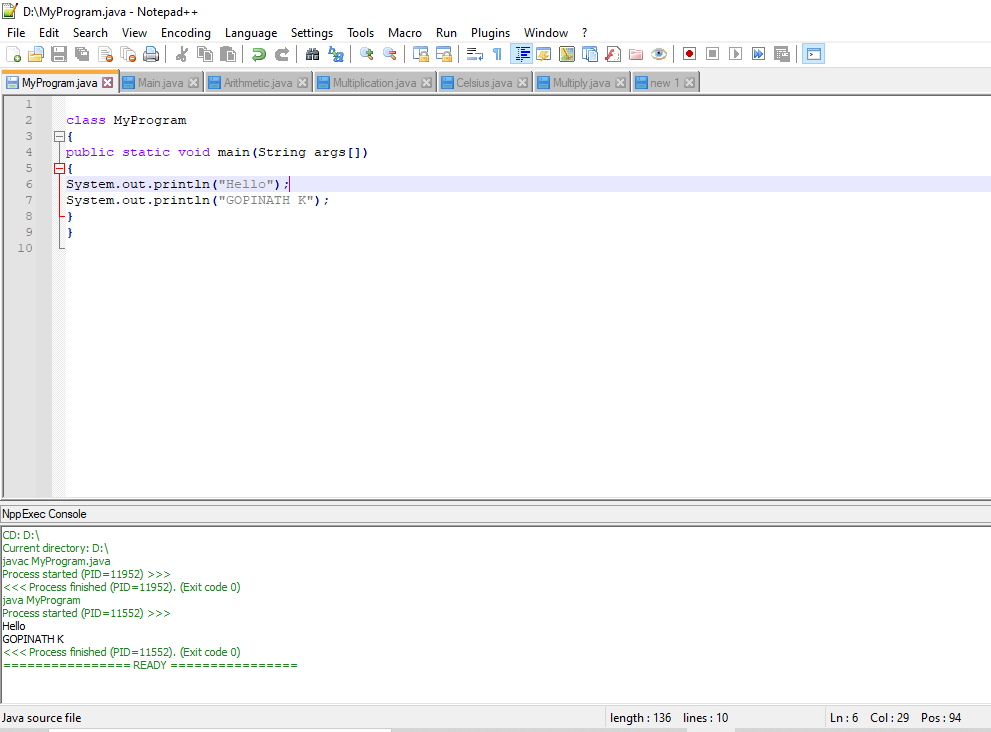 D:\MyProgram.java - Notepad++
File Edit Search View Encoding Language Settings Tools Macro Run Plugins Window ?
MyProgram.java Main.java Arithmetic.java Multiplication.java Celsius.java Multiply.java new 1
1
2 class MyProgram
3 {
4 public static void main(String args[])
5 {
6 System.out.println("Hello");
7 System.out.println("GOPINATH K");
8 }
9 }
10
NppExec Console
CD: D:\
Current directory: D:\
javac MyProgram.java
Process started (PID=11952) >>>
<<< Process finished (PID=11952). (Exit code 0)
java MyProgram
Process started (PID=11552) >>>
Hello
GOPINATH K
<<< Process finished (PID=11552). (Exit code 0)
================ READY ================
Java source file length : 136 lines : 10 Ln : 6 Col : 29 Pos : 94